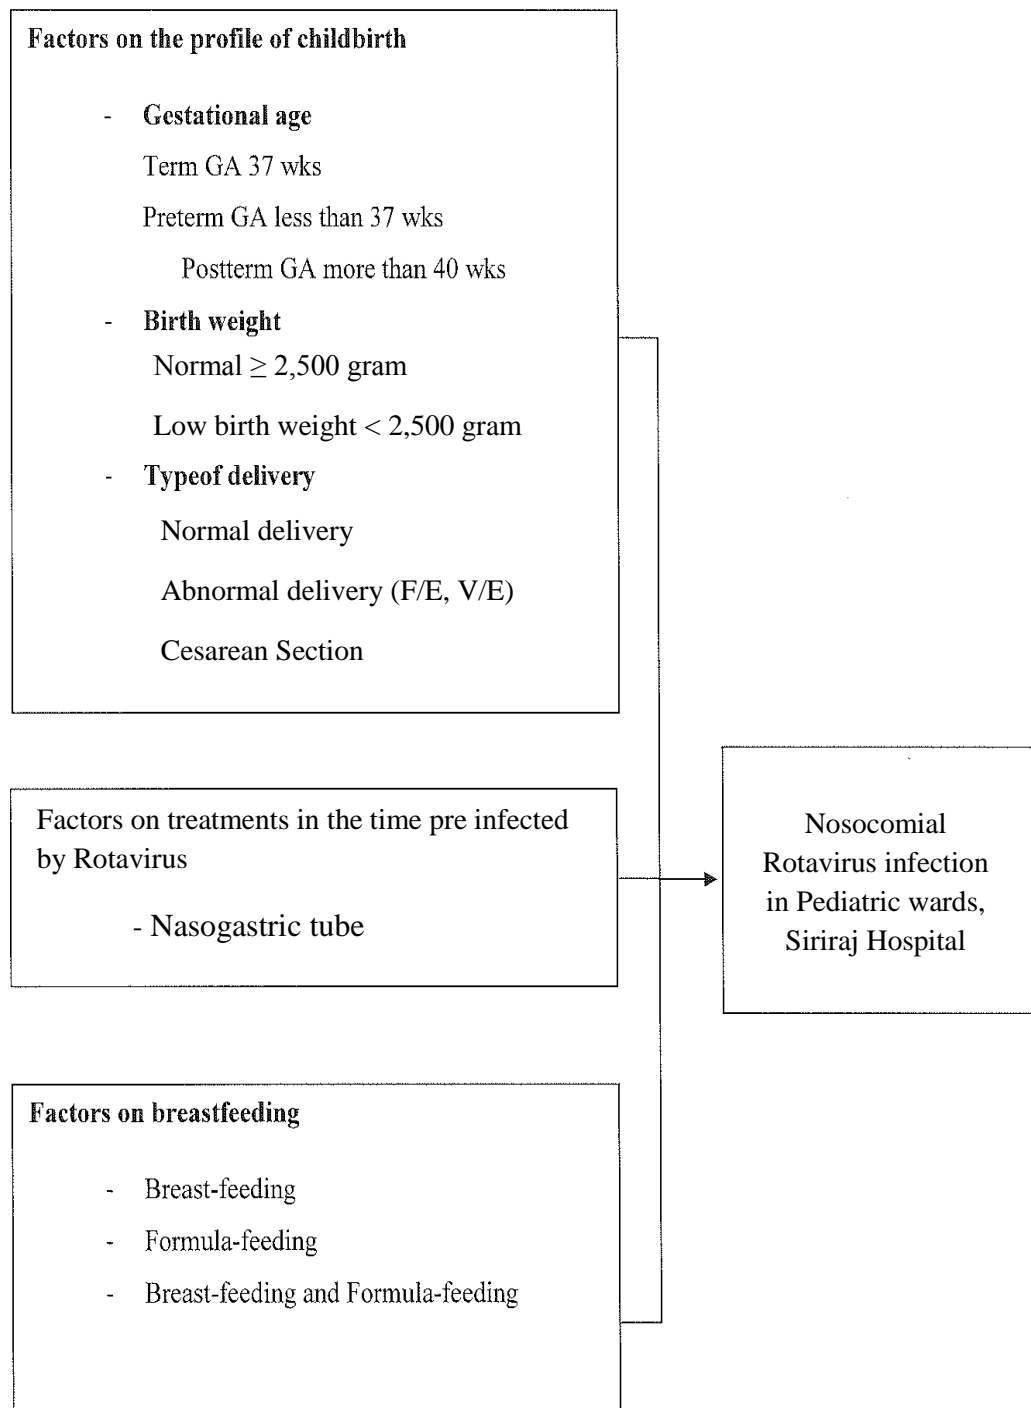 Factors on the profile of childbirth
- Gestational age
Term GA 37 wks
Preterm GA less than 37 wks
Postterm GA more than 40 wks
- Birth weight
Normal ≥ 2,500 gram
Low birth weight < 2,500 gram
- Typeof delivery
Normal delivery
Abnormal delivery (F/E, V/E)
Cesarean Section
Factors on treatments in the time pre infected
by Rotavirus
- Nasogastric tube
Nosocomial
Rotavirus infection
in Pediatric wards,
Siriraj Hospital
Factors on breastfeeding
- Breast-feeding
- Formula-feeding
- Breast-feeding and Formula-feeding